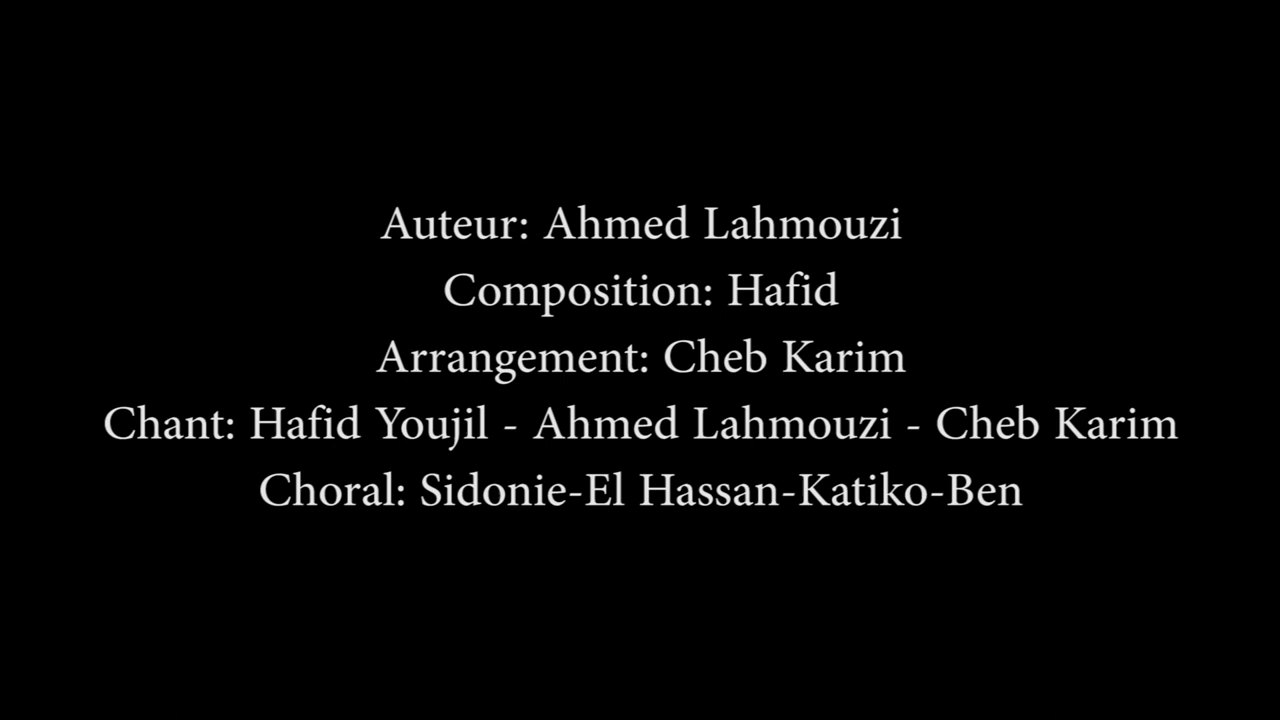 Auteur: Ahmed Lahmouzi
Composition: Hafid
Arrangement: Cheb Karim
Chant: Hafid Youjil - Ahmed Lahmouzi - Cheb Karim
Choral: Sidonie-El Hassan-Katiko-Ben